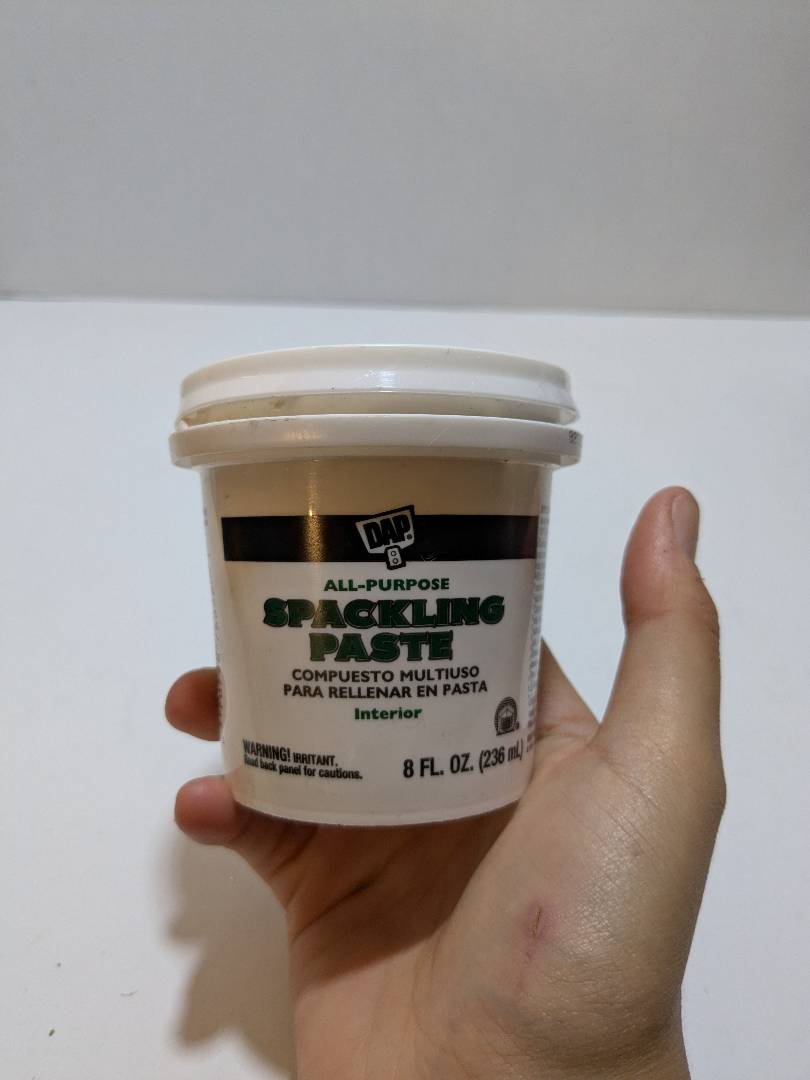 DAP®
ALL-PURPOSE
SPACKLING
PASTE
COMPUESTO MULTIUSO
PARA RELLENAR EN PASTA
Interior
WARNING! IRRITANT.
Read back panel for cautions.
8 FL. OZ. (236 mL)